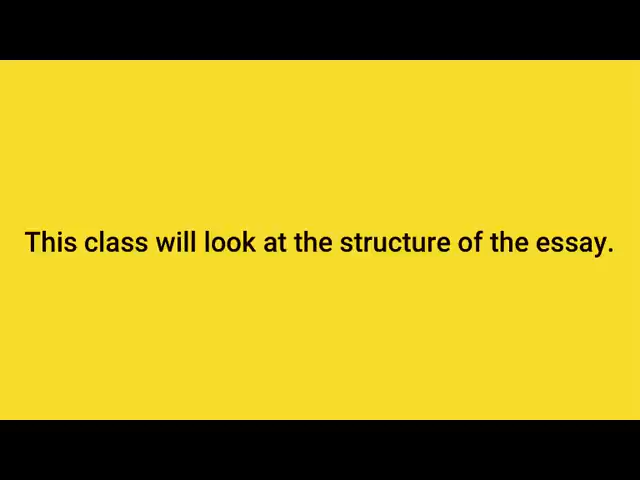 This class will look at the structure of the essay.